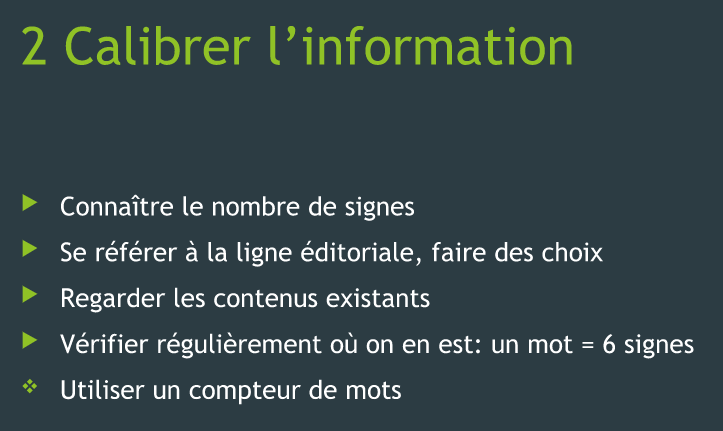 2 Calibrer l’information
Connaître le nombre de signes
Se référer à la ligne éditoriale, faire des choix
Regarder les contenus existants
Vérifier régulièrement où on en est: un mot = 6 signes
Utiliser un compteur de mots